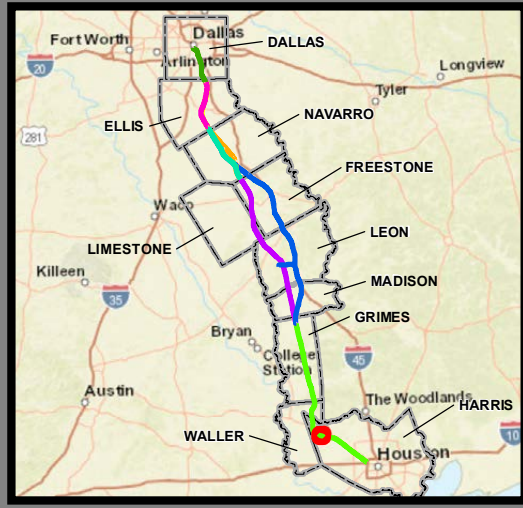 Dallas
DALLAS
Fort Worth
Arlington
20
Longview
Tyler
ELLIS
NAVARRO
281
FREESTONE
Waco
LEON
LIMESTONE
Killeen
MADISON
35
GRIMES
Bryan
College
Station
45
Austin
The Woodlands
HARRIS
WALLER
10
Houston